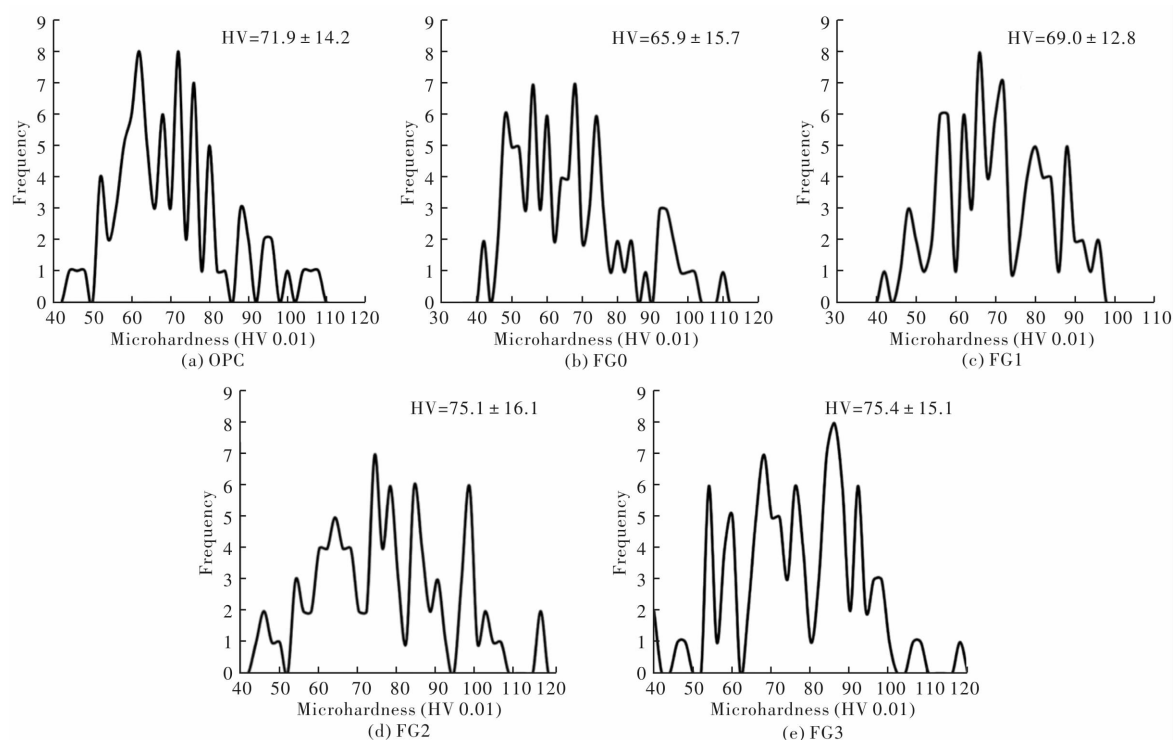 HV=71.9±14.2
9
8
7
6
5
4
3
2
1
0
Frequency
40 50 60 70 80 90 100 110 120
Microhardness (HV 0.01)
(a) OPC
HV=65.9±15.7
9
8
7
6
5
4
3
2
1
0
Frequency
30 40 50 60 70 80 90 100 110 120
Microhardness (HV 0.01)
(b) FG0
HV=69.0±12.8
9
8
7
6
5
4
3
2
1
0
Frequency
30 40 50 60 70 80 90 100 110
Microhardness (HV 0.01)
(c) FG1
HV=75.1±16.1
9
8
7
6
5
4
3
2
1
0
Frequency
40 50 60 70 80 90 100 110 120
Microhardness (HV 0.01)
(d) FG2
HV=75.4±15.1
9
8
7
6
5
4
3
2
1
0
Frequency
40 50 60 70 80 90 100 110 120
Microhardness (HV 0.01)
(e) FG3